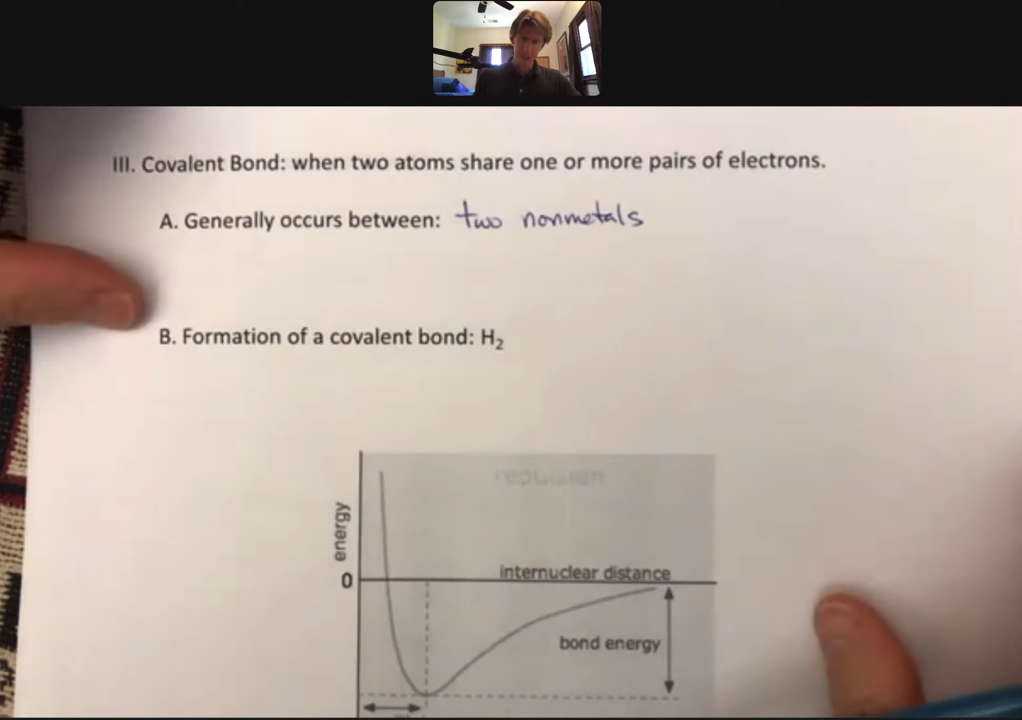 III. Covalent Bond: when two atoms share one or more pairs of electrons.
A. Generally occurs between: two nonmetals
B. Formation of a covalent bond: H₂
repulsion
energy
internuclear distance
0
bond energy